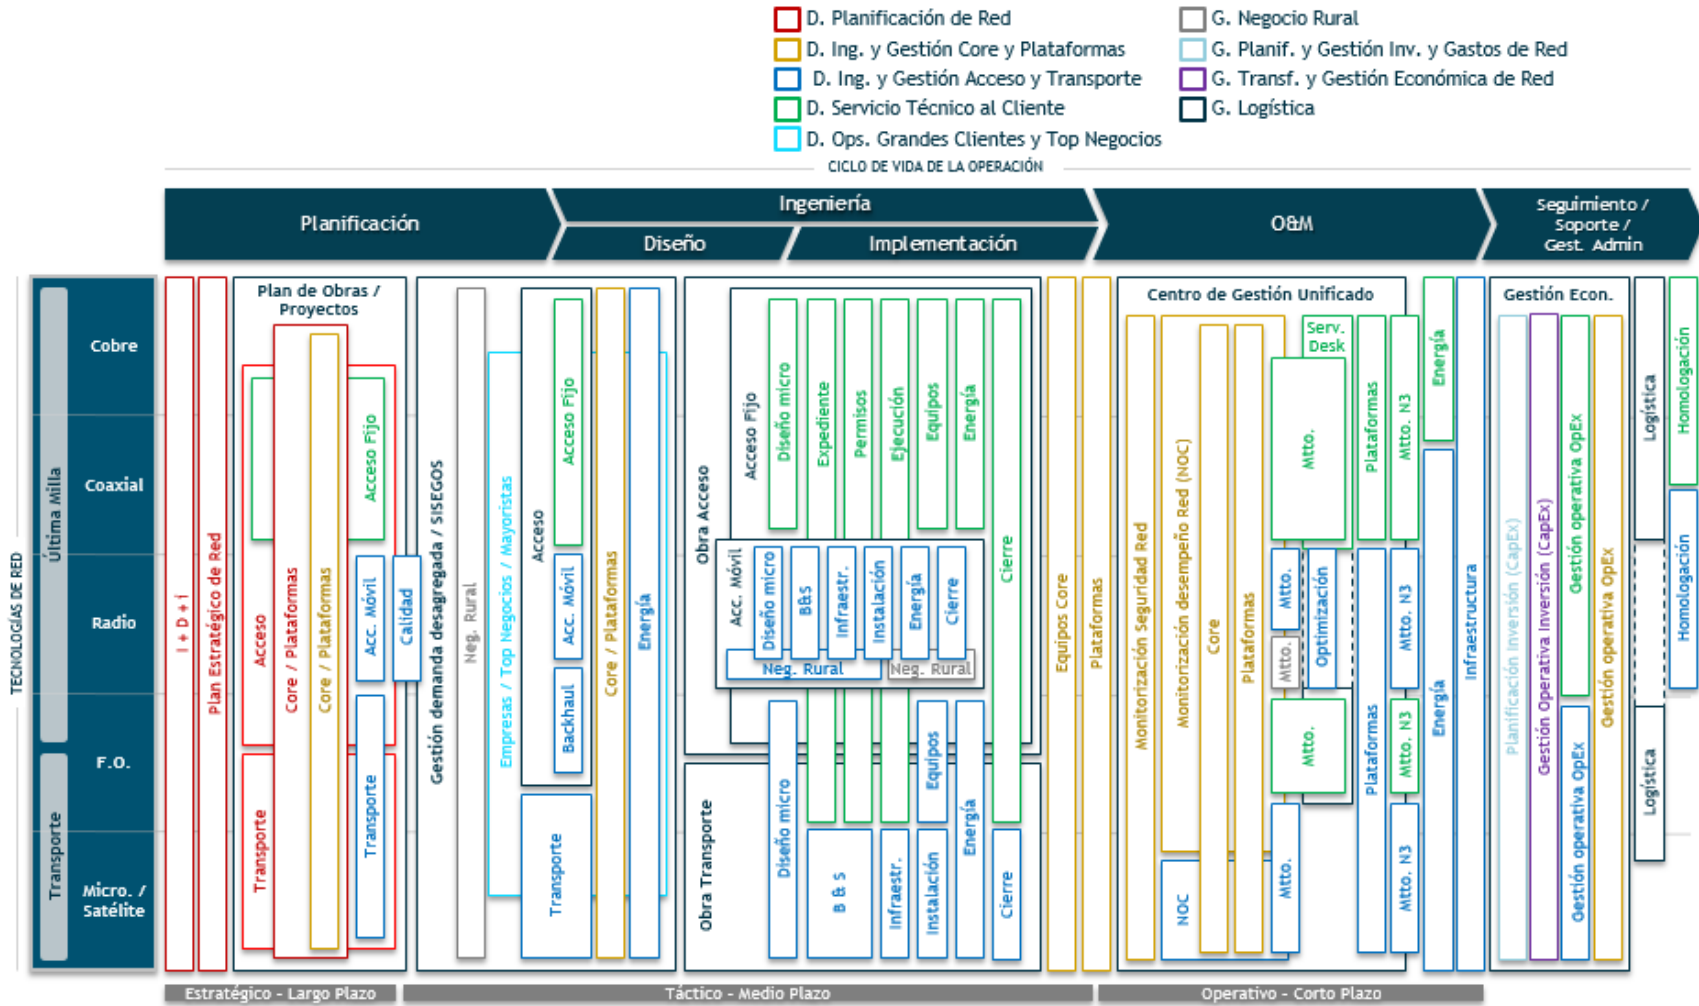 D. Planificación de Red
D. Ing. y Gestión Core y Plataformas
D. Ing. y Gestión Acceso y Transporte
D. Servicio Técnico al Cliente
D. Ops. Grandes Clientes y Top Negocios
G. Negocio Rural
G. Planif. y Gestión Inv. y Gastos de Red
G. Transf. y Gestión Económica de Red
G. Logística
CICLO DE VIDA DE LA OPERACIÓN
Planificación
Ingeniería
Diseño
Implementación
O&M
Seguimiento /
Soporte /
Gest. Admin
TECNOLOGÍAS DE RED
Última Milla
Transporte
Cobre
Coaxial
Radio
F.O.
Micro. /
Satélite
I + D + i
Plan Estratégico de Red
Plan de Obras /
Proyectos
Acceso
Transporte
Core / Plataformas
Core / Plataformas
Acceso Fijo
Acc. Móvil
Transporte
Calidad
Gestión demanda desagregada / SISEGOS
Neg. Rural
Empresas / Top Negocios / Mayoristas
Acceso
Acceso Fijo
Acc. Móvil
Backhaul
Transporte
Core / Plataformas
Energía
Obra Acceso
Acceso Fijo
Diseño micro
Expediente
Permisos
Ejecución
Equipos
Energía
Cierre
Acc. Móvil
Diseño micro
B&S
Infraestr.
Instalación
Energía
Cierre
Neg. Rural
Neg. Rural
Obra Transporte
Diseño micro
B & S
Infraestr.
Equipos
Instalación
Energía
Cierre
Equipos Core
Plataformas
Centro de Gestión Unificado
Monitorización Seguridad Red
Monitorización desempeño Red (NOC)
NOC
Core
Plataformas
Serv.
Desk
Mtto.
Mtto.
Mtto.
Optimización
Mtto.
Mtto.
Plataformas
Plataformas
Mtto. N3
Mtto. N3
Mtto. N3
Mtto. N3
Energía
Energía
Infraestructura
Gestión Econ.
Planificación Inversión (CapEx)
Gestión Operativa Inversión (CapEx)
Gestión operativa OpEx
Gestión operativa OpEx
Gestión operativa OpEx
Logística
Logística
Homologación
Homologación
Estratégico - Largo Plazo
Táctico - Medio Plazo
Operativo - Corto Plazo